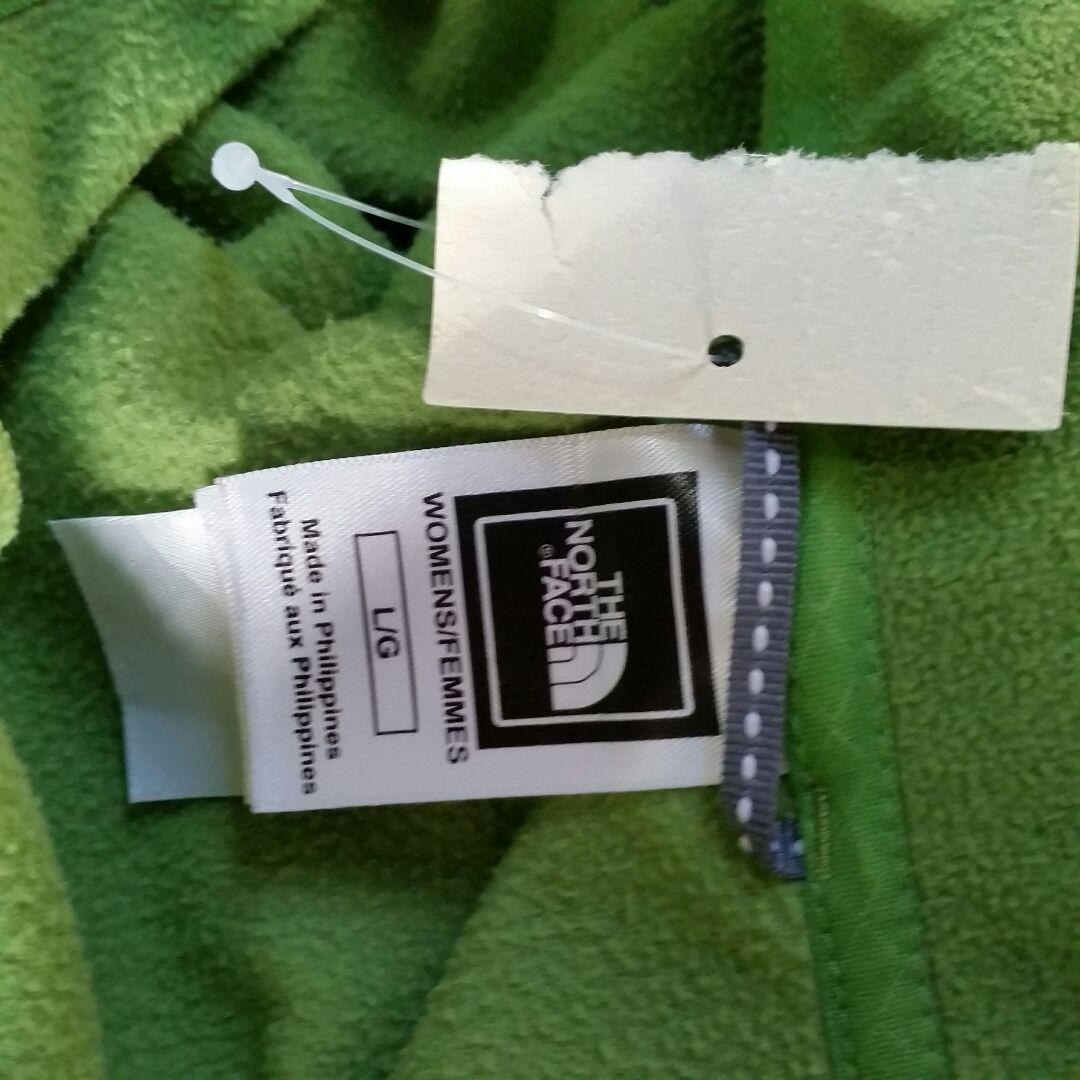 THE
NORTH
FACE®
WOMENS/FEMMES
L/G
Made in Philippines
Fabriqué aux Philippines